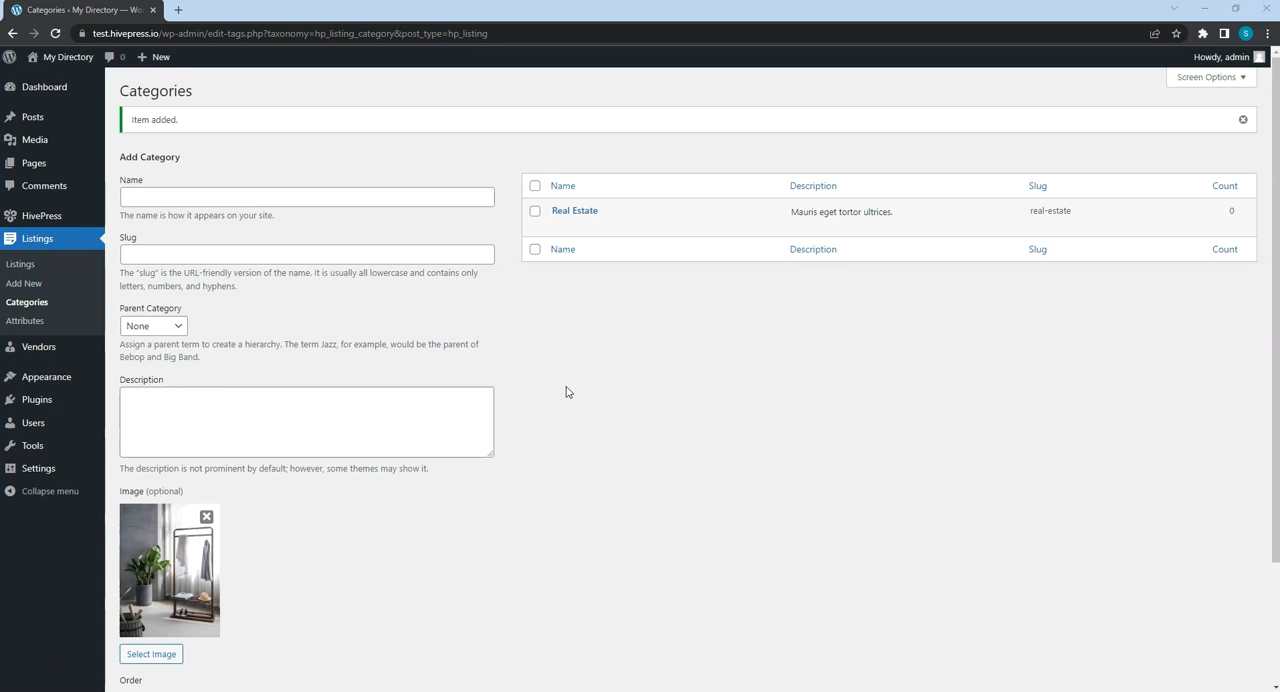 Categories ‹ My Directory — Wo
test.hivepress.io/wp-admin/edit-tags.php?taxonomy=hp_listing_category&post_type=hp_listing
S
My Directory 0 New
Howdy, admin
Dashboard
Posts
Media
Pages
Comments
HivePress
Listings
Listings
Add New
Categories
Attributes
Vendors
Appearance
Plugins
Users
Tools
Settings
Collapse menu
Screen Options
Categories
Item added.
Add Category
Name
The name is how it appears on your site.
Slug
The “slug” is the URL-friendly version of the name. It is usually all lowercase and contains only
letters, numbers, and hyphens.
Parent Category
None
Assign a parent term to create a hierarchy. The term Jazz, for example, would be the parent of
Bebop and Big Band.
Description
The description is not prominent by default; however, some themes may show it.
Image (optional)
Select Image
Order
Name Description Slug Count
Real Estate Mauris eget tortor ultrices. real-estate 0
Name Description Slug Count